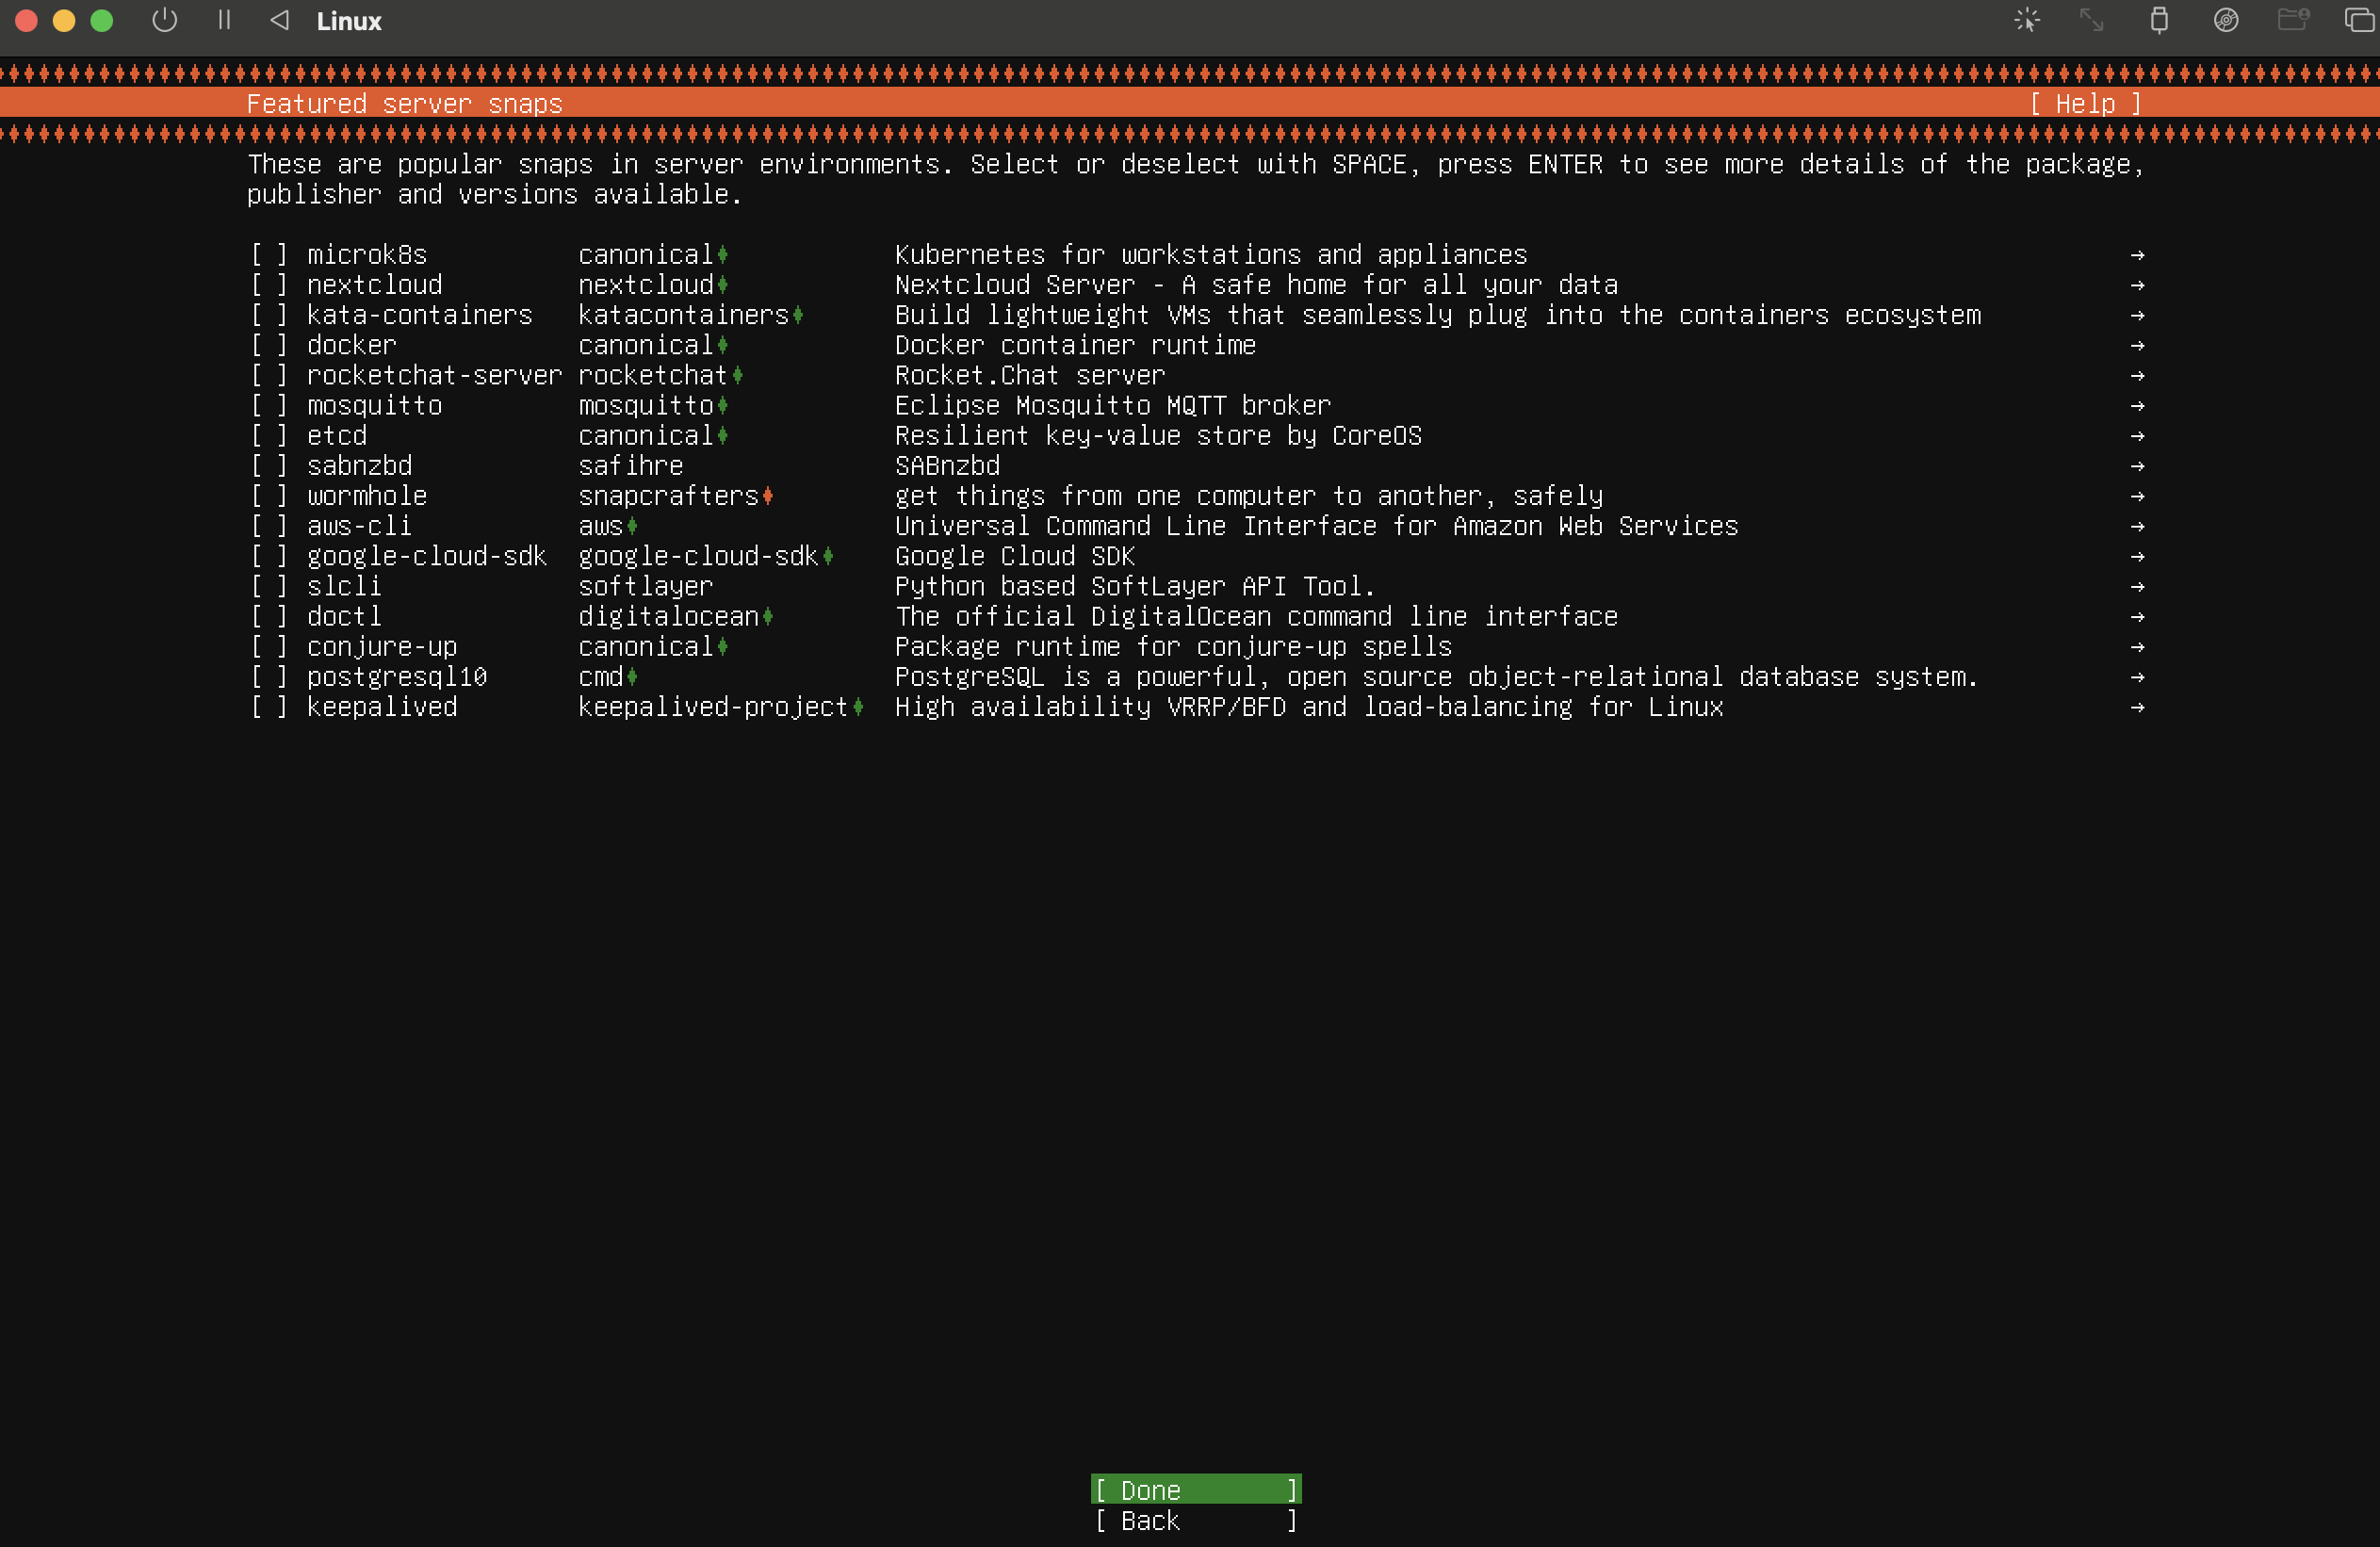 Linux
Featured server snaps [ Help ]
These are popular snaps in server environments. Select or deselect with SPACE, press ENTER to see more details of the package,
publisher and versions available.
[ ] microk8s canonical♦ Kubernetes for workstations and appliances →
[ ] nextcloud nextcloud♦ Nextcloud Server - A safe home for all your data →
[ ] kata-containers katacontainers♦ Build lightweight VMs that seamlessly plug into the containers ecosystem →
[ ] docker canonical♦ Docker container runtime →
[ ] rocketchat-server rocketchat♦ Rocket.Chat server →
[ ] mosquitto mosquitto♦ Eclipse Mosquitto MQTT broker →
[ ] etcd canonical♦ Resilient key-value store by CoreOS →
[ ] sabnzbd safihre SABnzbd →
[ ] wormhole snapcrafters♦ get things from one computer to another, safely →
[ ] aws-cli aws♦ Universal Command Line Interface for Amazon Web Services →
[ ] google-cloud-sdk google-cloud-sdk♦ Google Cloud SDK →
[ ] slcli softlayer Python based SoftLayer API Tool. →
[ ] doctl digitalocean♦ The official DigitalOcean command line interface →
[ ] conjure-up canonical♦ Package runtime for conjure-up spells →
[ ] postgresql10 cmd♦ PostgreSQL is a powerful, open source object-relational database system. →
[ ] keepalived keepalived-project♦ High availability VRRP/BFD and load-balancing for Linux →
[ Done ]
[ Back ]